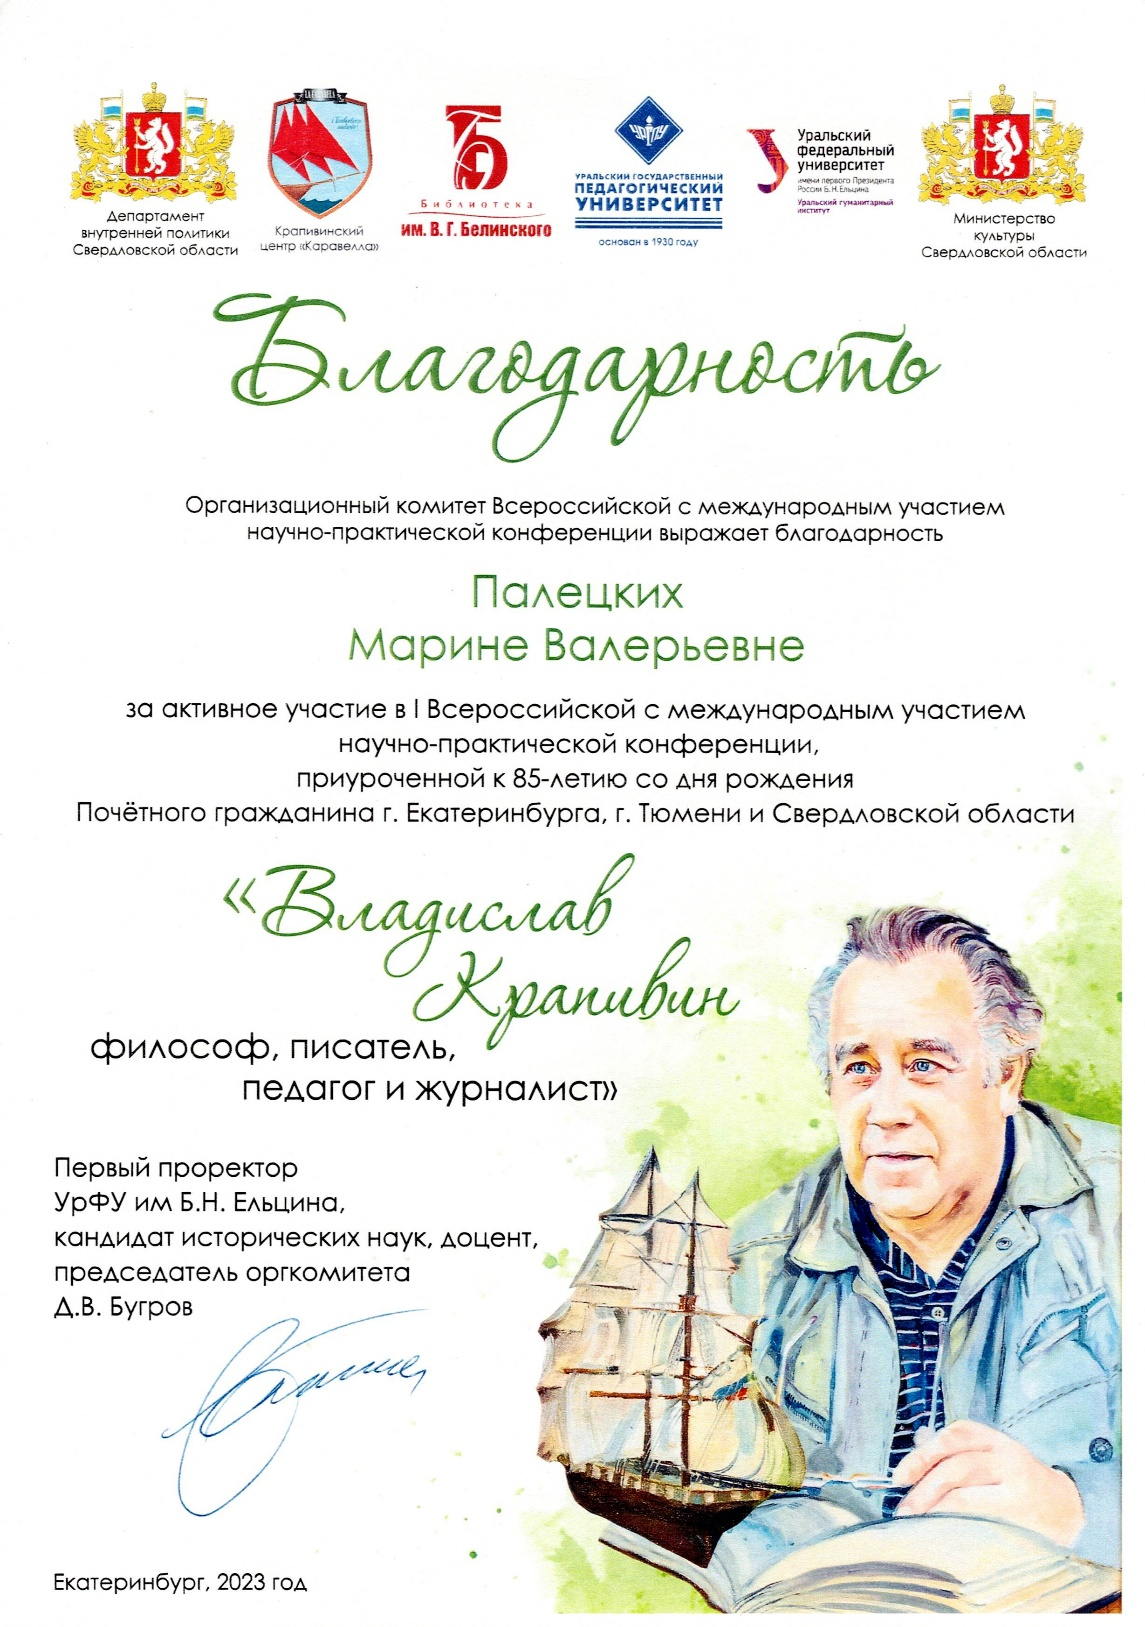 Департамент
внутренней политики
Свердловской области
Крапивинский
центр «Каравелла»
Библиотека
им. В. Г. Белинского
УрГПУ
УРАЛЬСКИЙ ГОСУДАРСТВЕННЫЙ
ПЕДАГОГИЧЕСКИЙ
УНИВЕРСИТЕТ
основан в 1930 году
Уральский
федеральный
университет
имени первого Президента
России Б.Н.Ельцина
Уральский гуманитарный
институт
Министерство
культуры
Свердловской области
Благодарность
Организационный комитет Всероссийской с международным участием
научно-практической конференции выражает благодарность
Палецких
Марине Валерьевне
за активное участие в I Всероссийской с международным участием
научно-практической конференции,
приуроченной к 85-летию со дня рождения
Почётного гражданина г. Екатеринбурга, г. Тюмени и Свердловской области
«Владислав
Крапивин
философ, писатель,
педагог и журналист»
Первый проректор
УрФУ им Б.Н. Ельцина,
кандидат исторических наук, доцент,
председатель оргкомитета
Д.В. Бугров
Екатеринбург, 2023 год